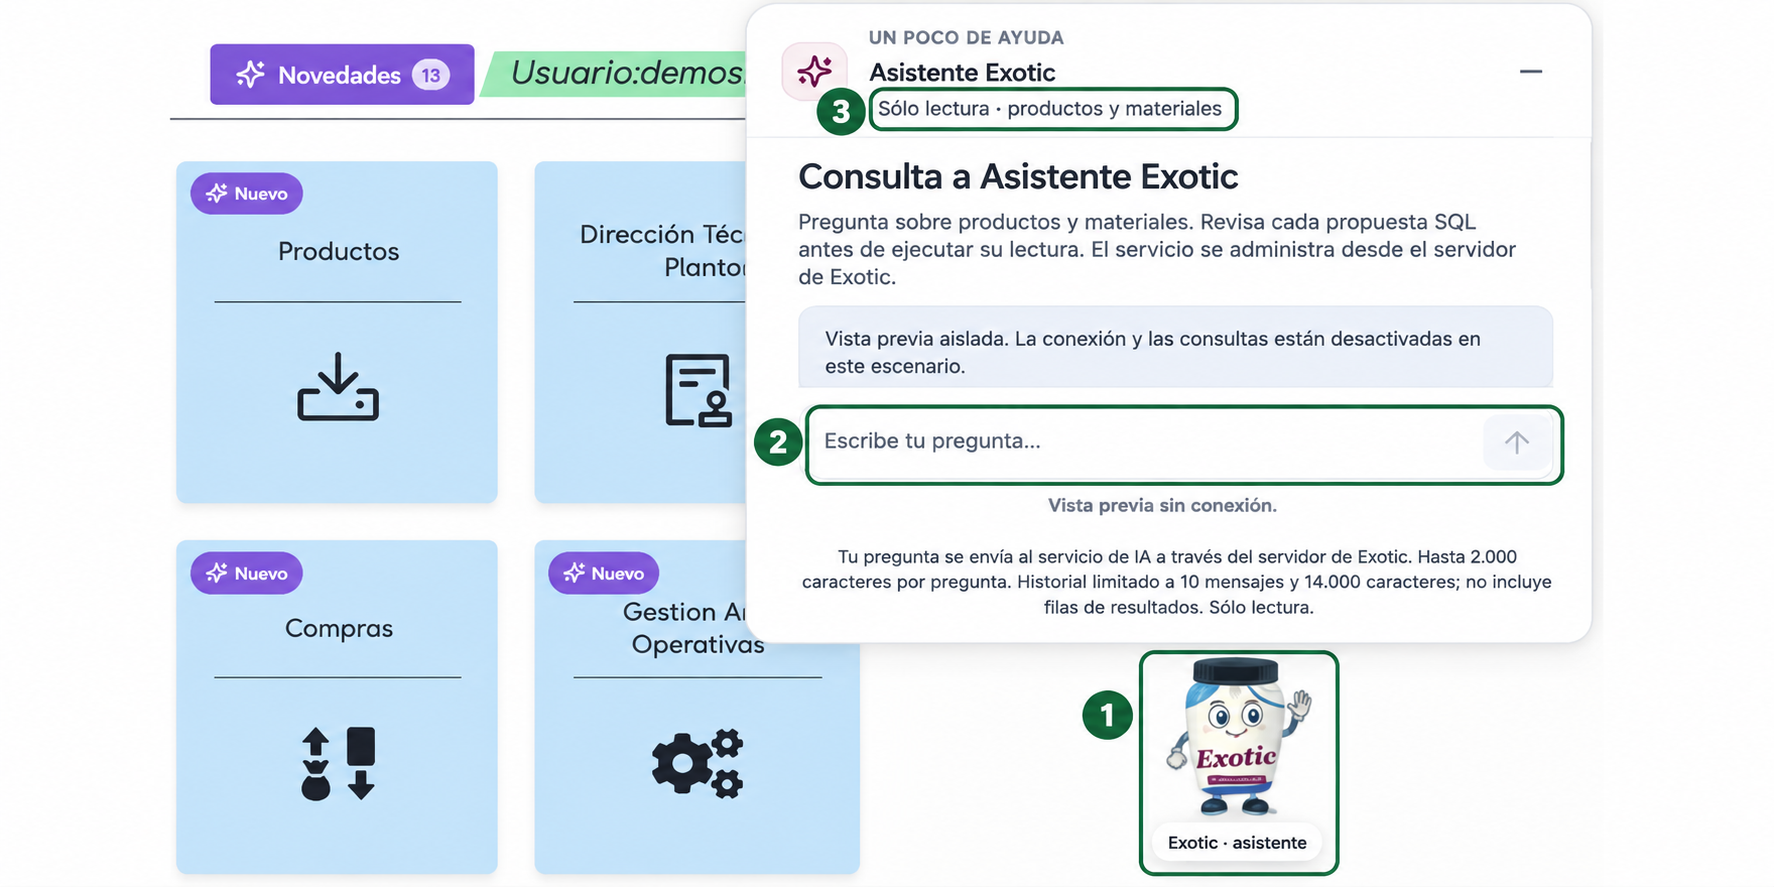 Novedades 13
Usuario:demos
UN POCO DE AYUDA
Asistente Exotic
3
Sólo lectura · productos y materiales
Nuevo
Productos
Dirección Téc
Planto
Consulta a Asistente Exotic
Pregunta sobre productos y materiales. Revisa cada propuesta SQL
antes de ejecutar su lectura. El servicio se administra desde el servidor
de Exotic.
Vista previa aislada. La conexión y las consultas están desactivadas en
este escenario.
2
Escribe tu pregunta...
Vista previa sin conexión.
Tu pregunta se envía al servicio de IA a través del servidor de Exotic. Hasta 2.000
caracteres por pregunta. Historial limitado a 10 mensajes y 14.000 caracteres; no incluye
filas de resultados. Sólo lectura.
Nuevo
Compras
Nuevo
Gestion A
Operativas
1
Exotic
Exotic · asistente